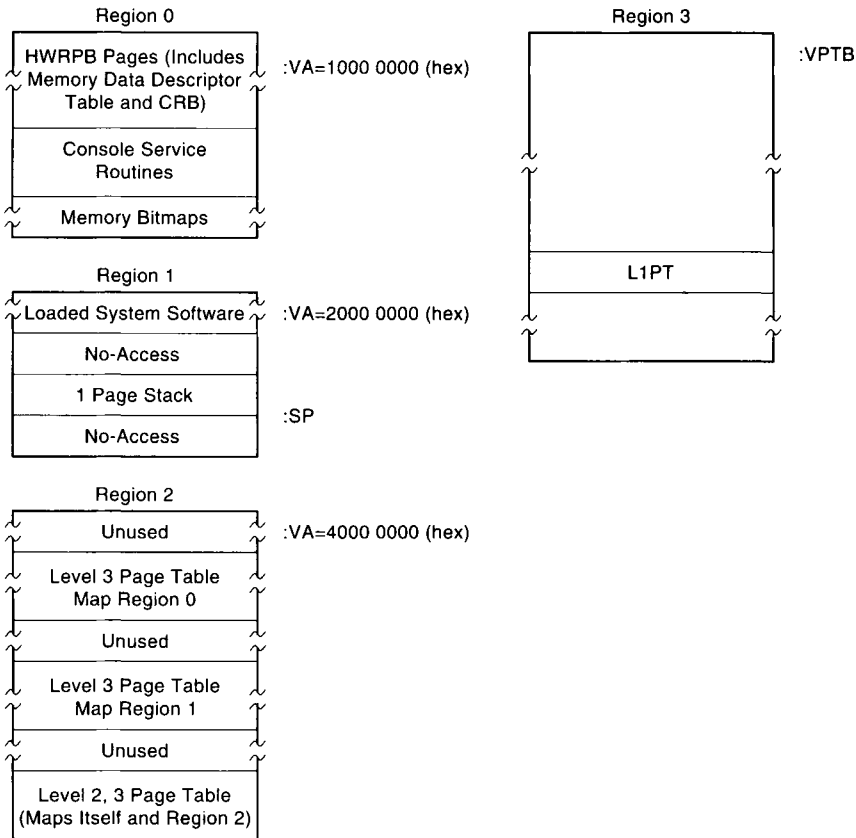 Region 0
HWRPB Pages (Includes
Memory Data Descriptor
Table and CRB)
:VA=1000 0000 (hex)
Console Service
Routines
Memory Bitmaps
Region 1
Loaded System Software
:VA=2000 0000 (hex)
No-Access
1 Page Stack
:SP
No-Access
Region 2
Unused
:VA=4000 0000 (hex)
Level 3 Page Table
Map Region 0
Unused
Level 3 Page Table
Map Region 1
Unused
Level 2, 3 Page Table
(Maps Itself and Region 2)
Region 3
:VPTB
L1PT